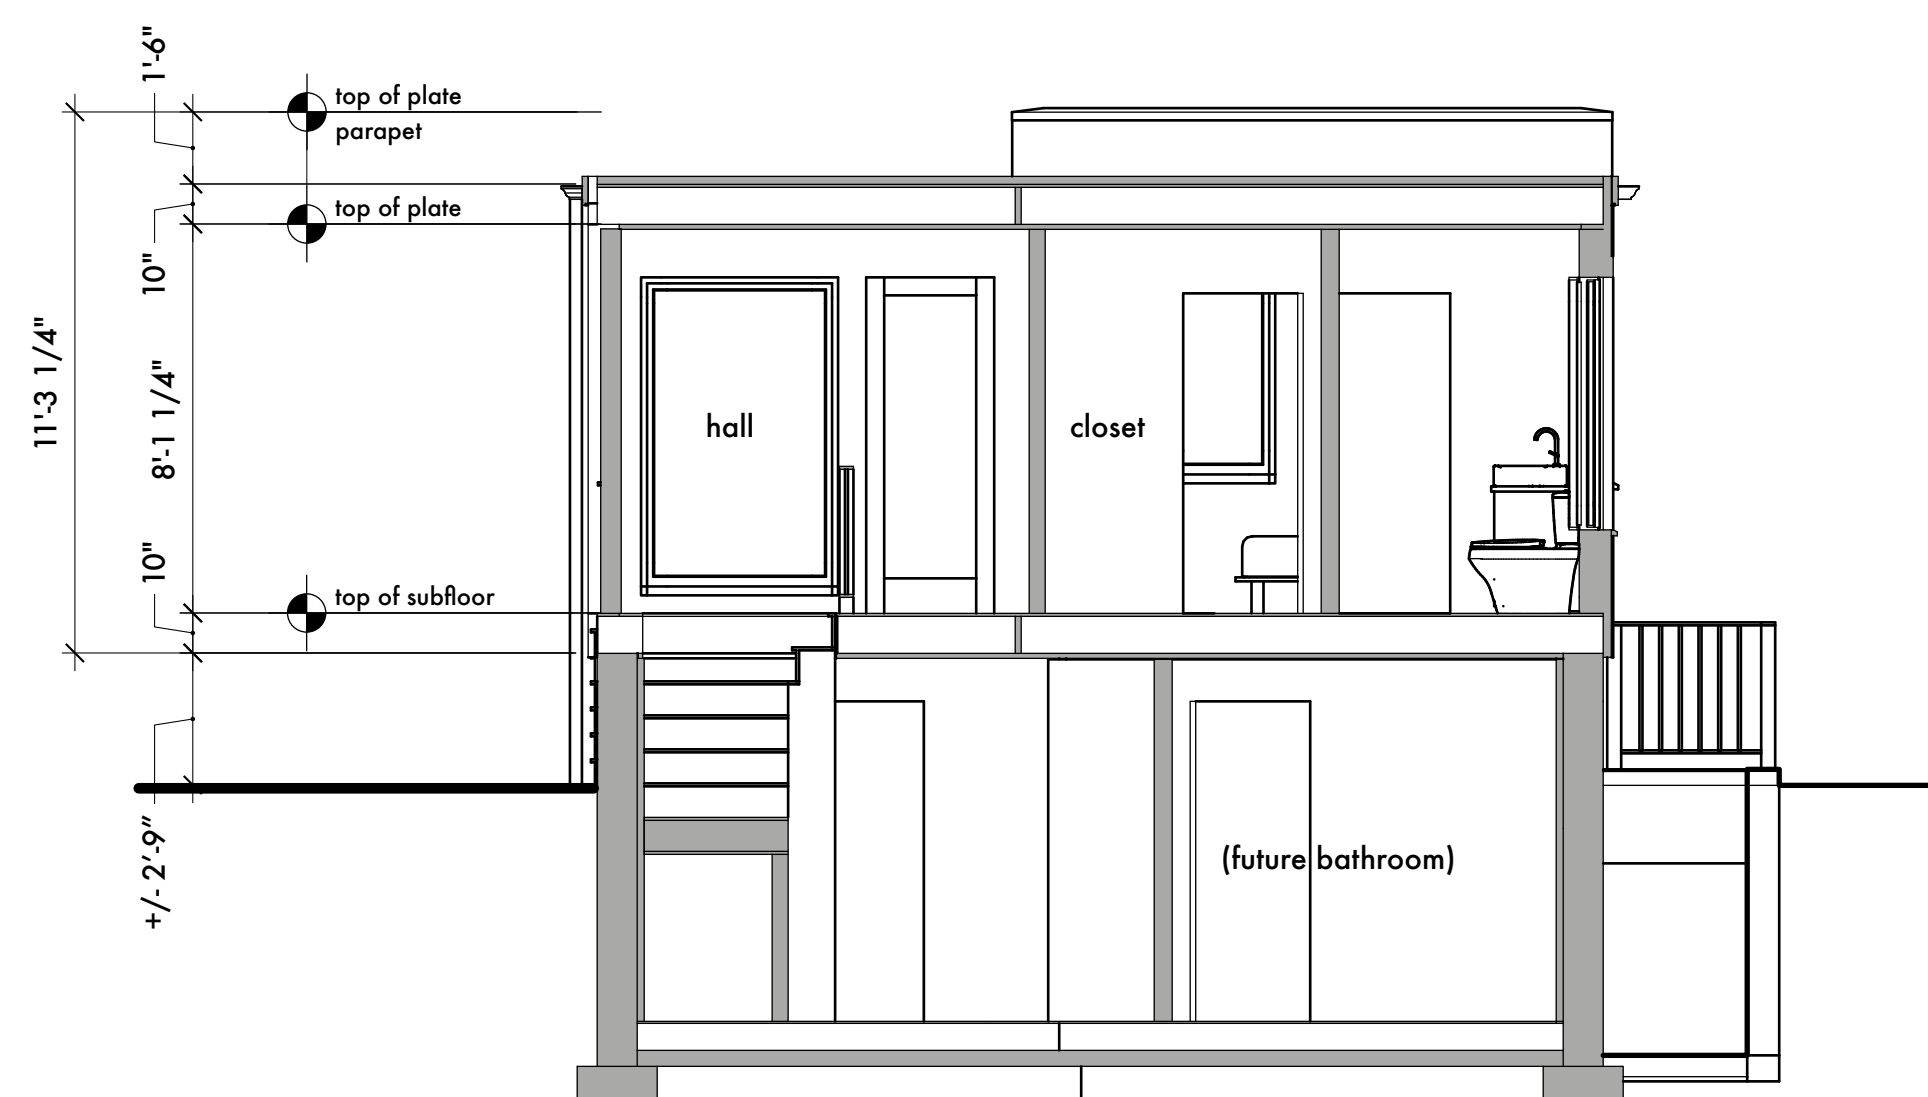 1'-6"
top of plate
parapet
top of plate
10"
11'-3 1/4"
8'-1 1/4"
hall
closet
10"
top of subfloor
+/- 2'-9"
(future bathroom)